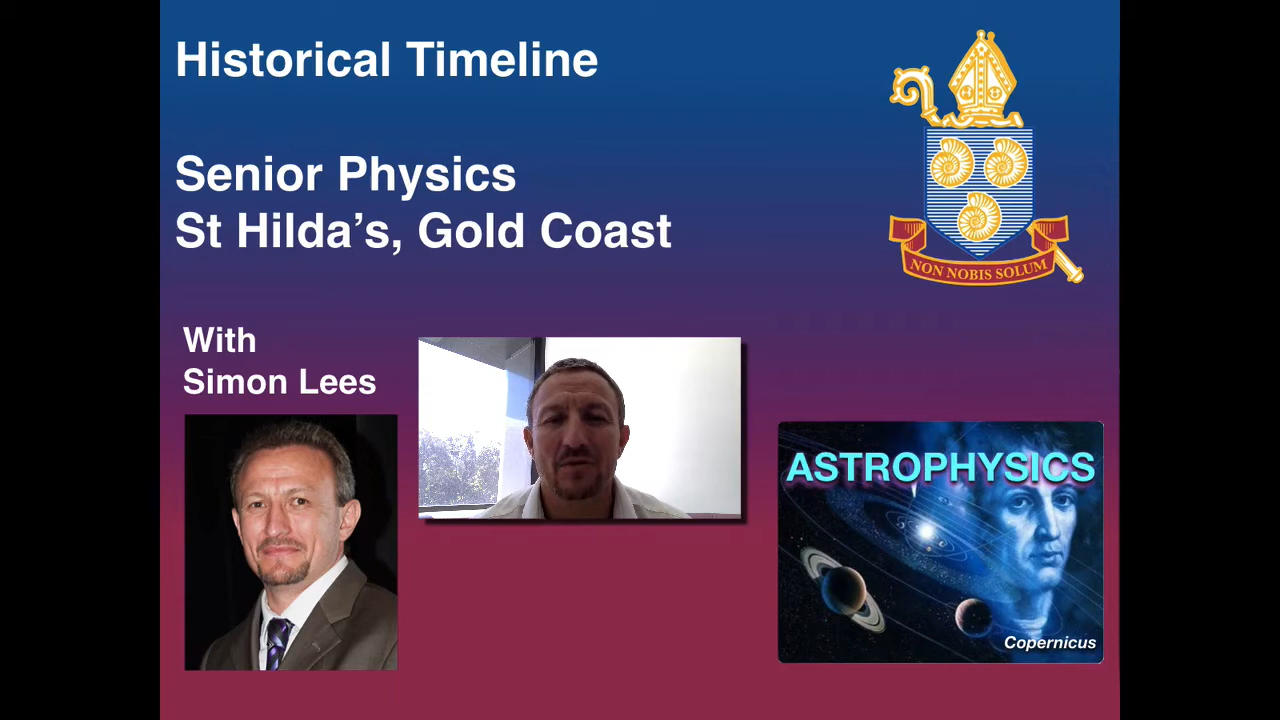 Historical Timeline
Senior Physics
St Hilda’s, Gold Coast
NON NOBIS SOLUM
With
Simon Lees
ASTROPHYSICS
Copernicus